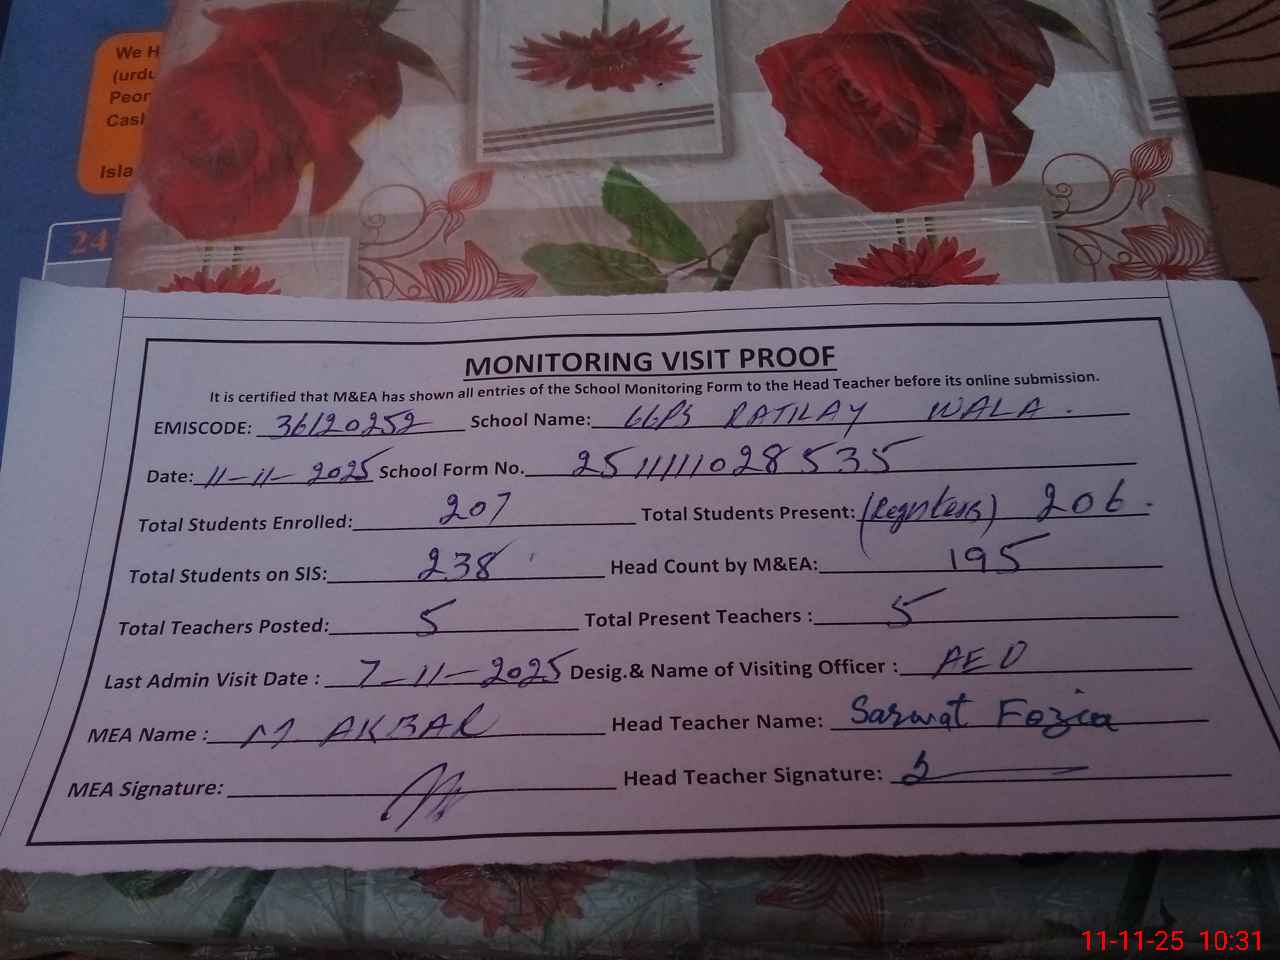 We H
(urdu
Peor
Casl
Isla
24
MONITORING VISIT PROOF
It is certified that M&EA has shown all entries of the School Monitoring Form to the Head Teacher before its online submission.
EMISCODE: 36120252 School Name: GGPS RATILAY WALA.
Date: 11-11-2025 School Form No. 25111111028535
Total Students Enrolled: 207 Total Students Present: (Registers) 206.
Total Students on SIS: 238 Head Count by M&EA: 195
Total Teachers Posted: 5 Total Present Teachers : 5
Last Admin Visit Date : 7-11-2025 Desig.& Name of Visiting Officer : AEO
MEA Name : M AKBAR Head Teacher Name: Sarwat Fozia
MEA Signature: Head Teacher Signature:
11-11-25 10:31